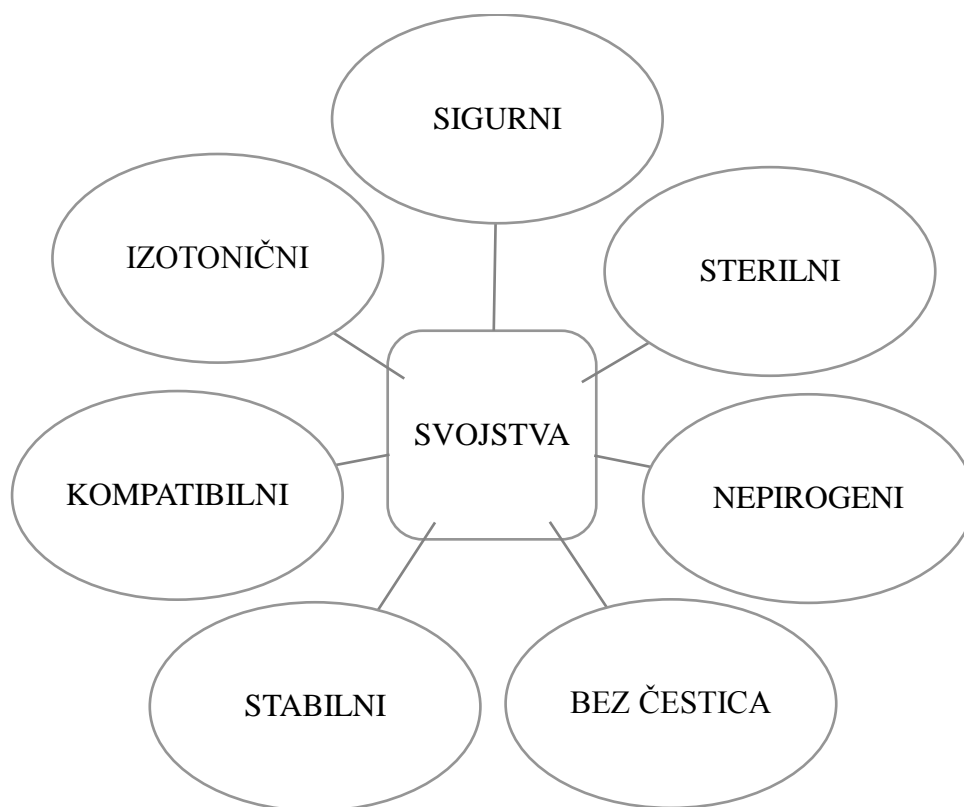 SIGURNI
IZOTONIČNI
STERILNI
SVOJSTVA
KOMPATIBILNI
NEPIROGENI
STABILNI
BEZ ČESTICA